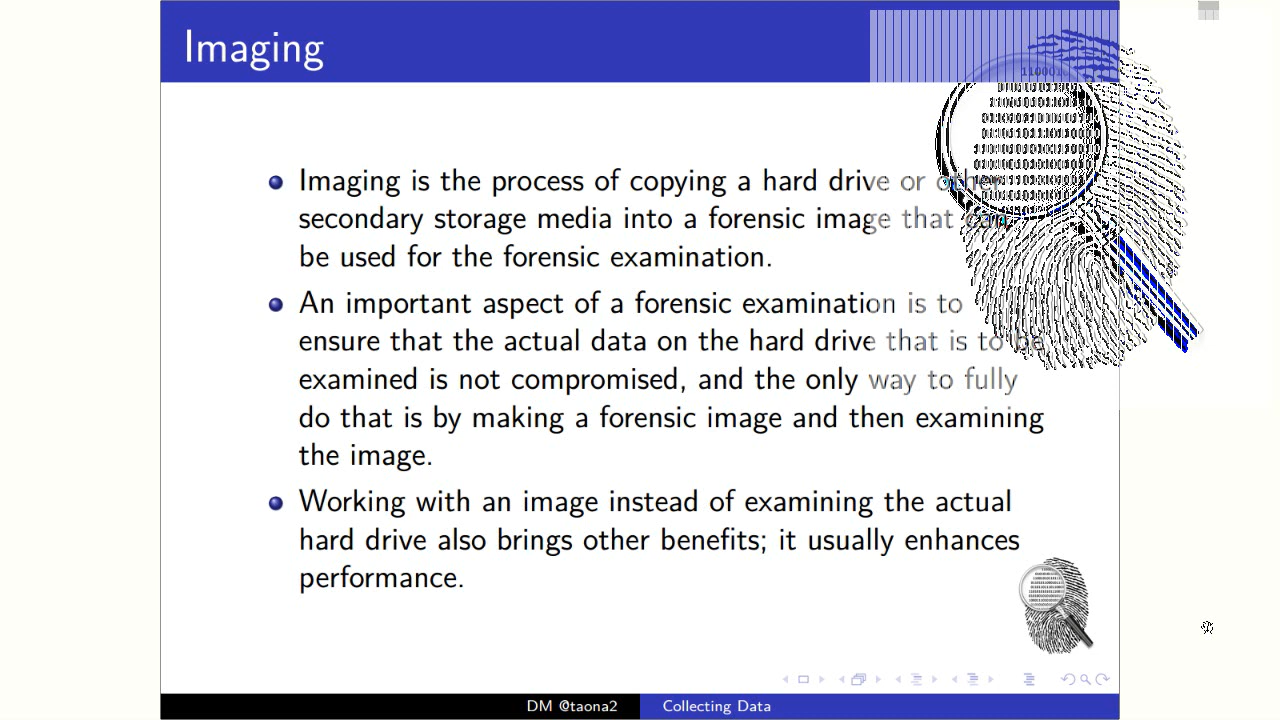 Imaging
Imaging is the process of copying a hard drive or other
secondary storage media into a forensic image that can
be used for the forensic examination.
An important aspect of a forensic examination is to
ensure that the actual data on the hard drive that is to be
examined is not compromised, and the only way to fully
do that is by making a forensic image and then examining
the image.
Working with an image instead of examining the actual
hard drive also brings other benefits; it usually enhances
performance.
DM @taona2
Collecting Data